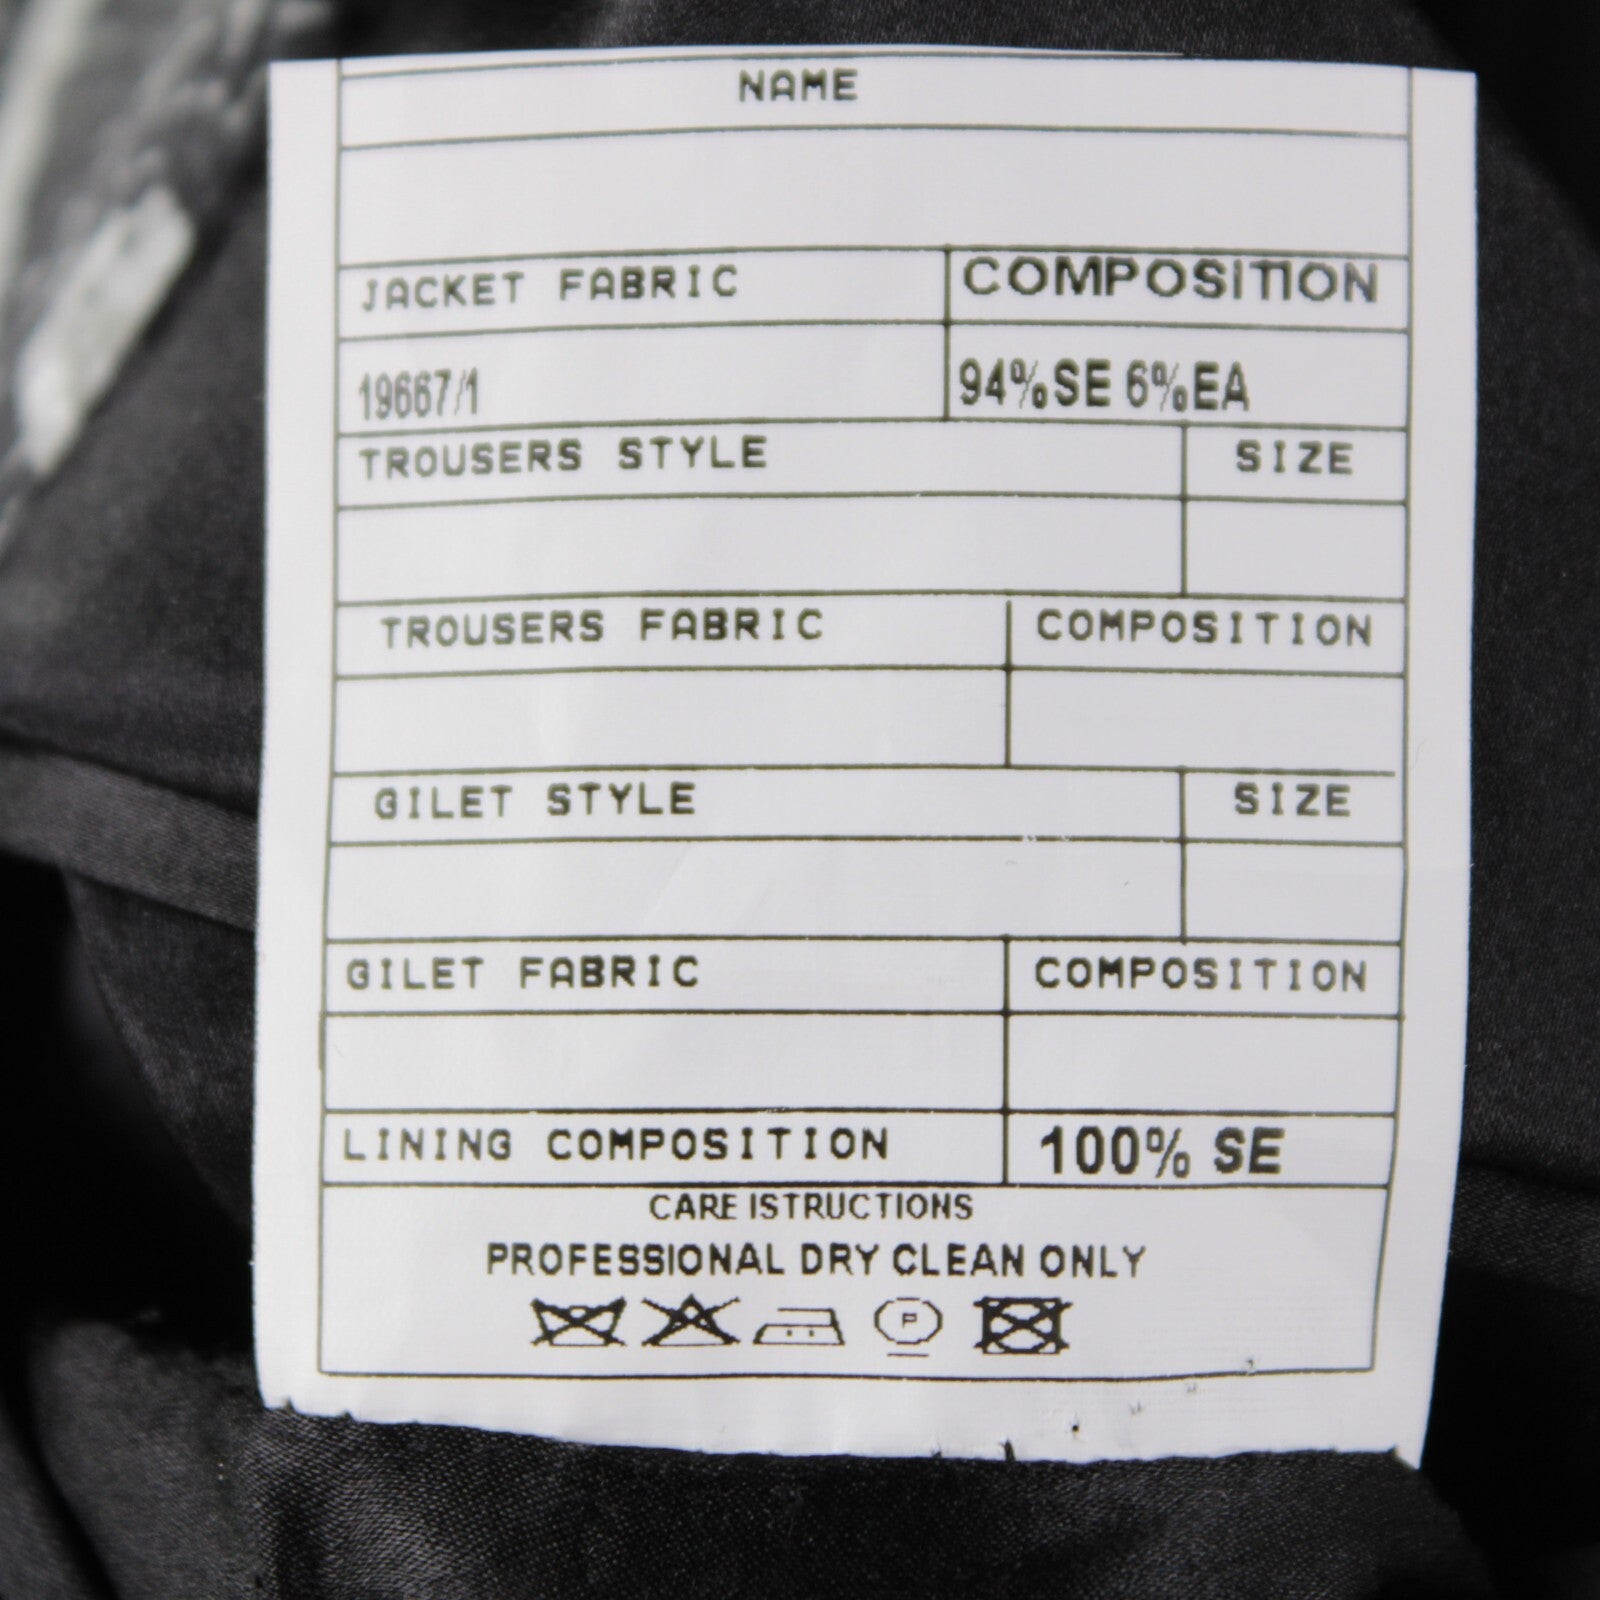 NAME
JACKET FABRIC COMPOSITION
19667/1 94%SE 6%EA
TROUSERS STYLE SIZE
TROUSERS FABRIC COMPOSITION
GILET STYLE SIZE
GILET FABRIC COMPOSITION
LINING COMPOSITION 100% SE
CARE ISTRUCTIONS
PROFESSIONAL DRY CLEAN ONLY
P